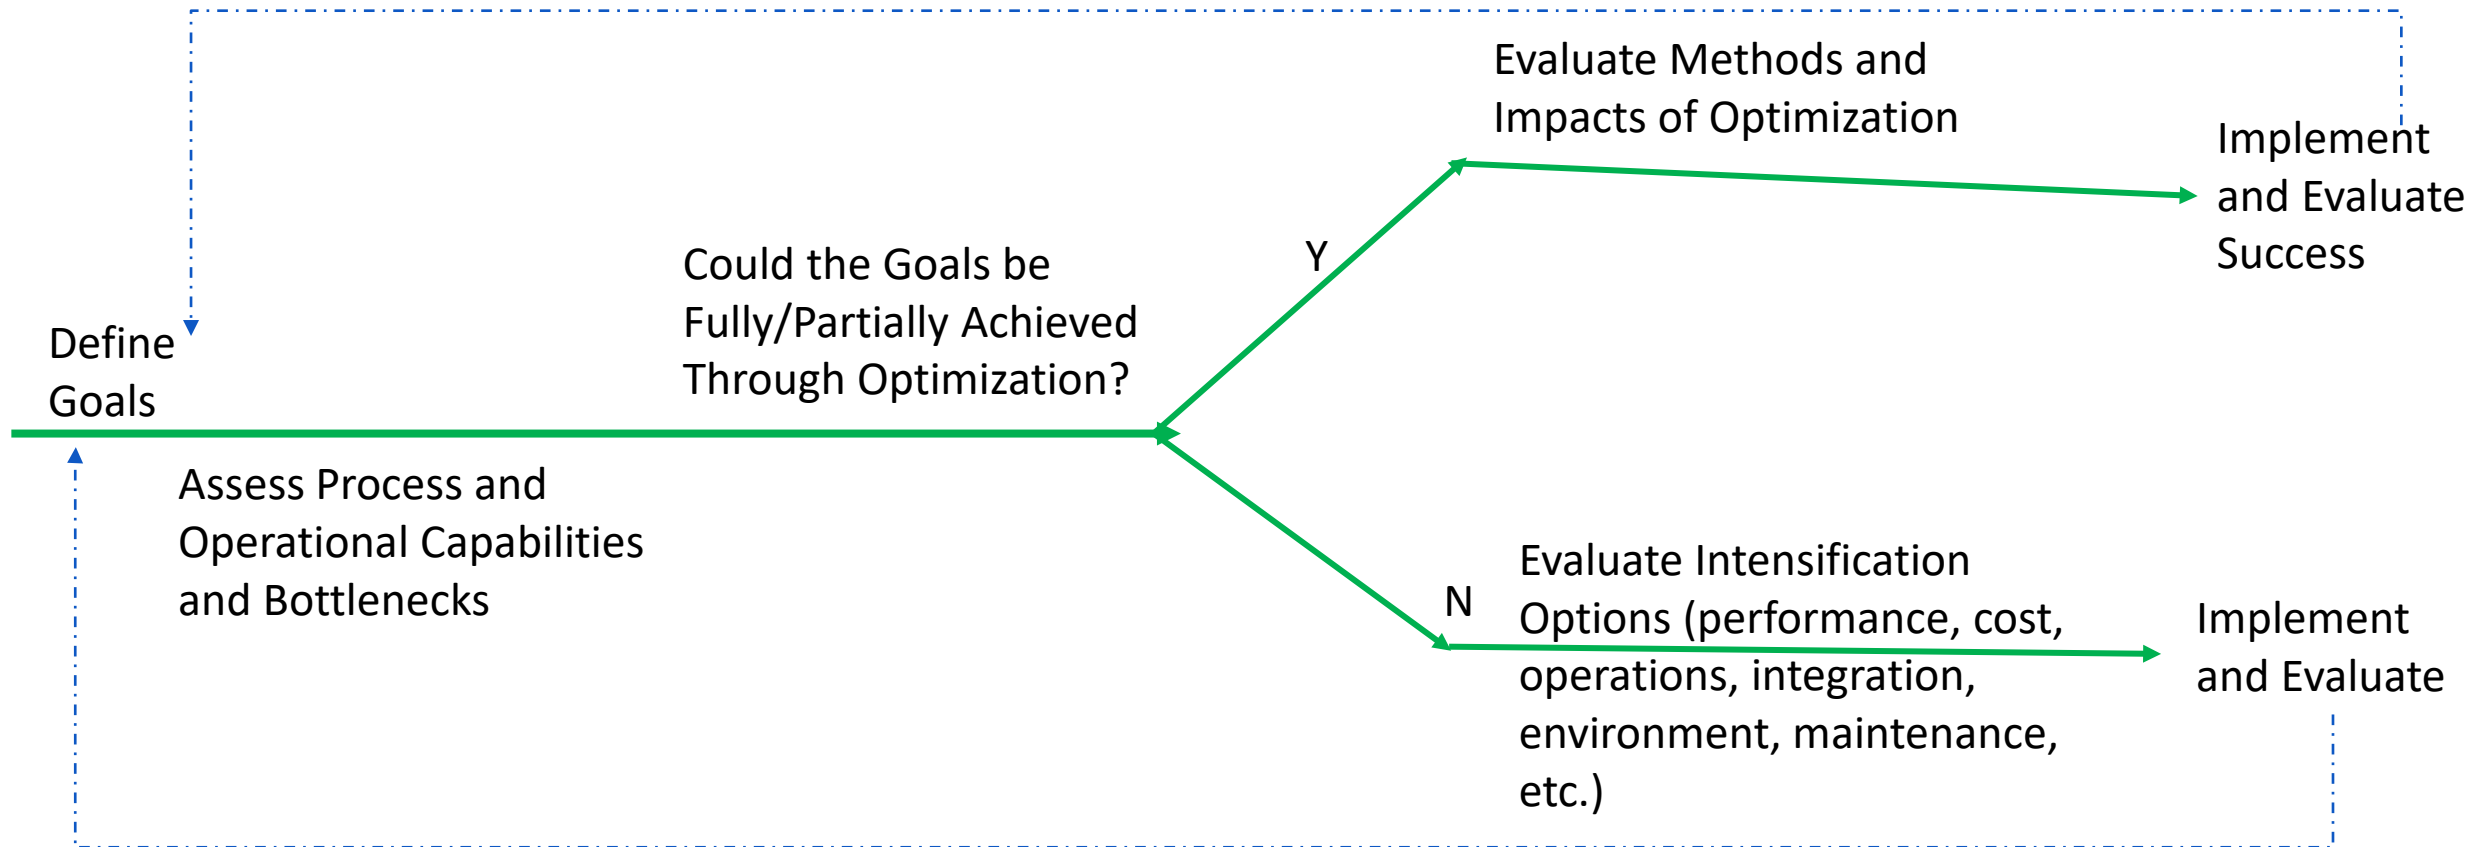 Define
Goals
Assess Process and
Operational Capabilities
and Bottlenecks
Could the Goals be
Fully/Partially Achieved
Through Optimization?
Y
Evaluate Methods and
Impacts of Optimization
Implement
and Evaluate
Success
N
Evaluate Intensification
Options (performance, cost,
operations, integration,
environment, maintenance,
etc.)
Implement
and Evaluate